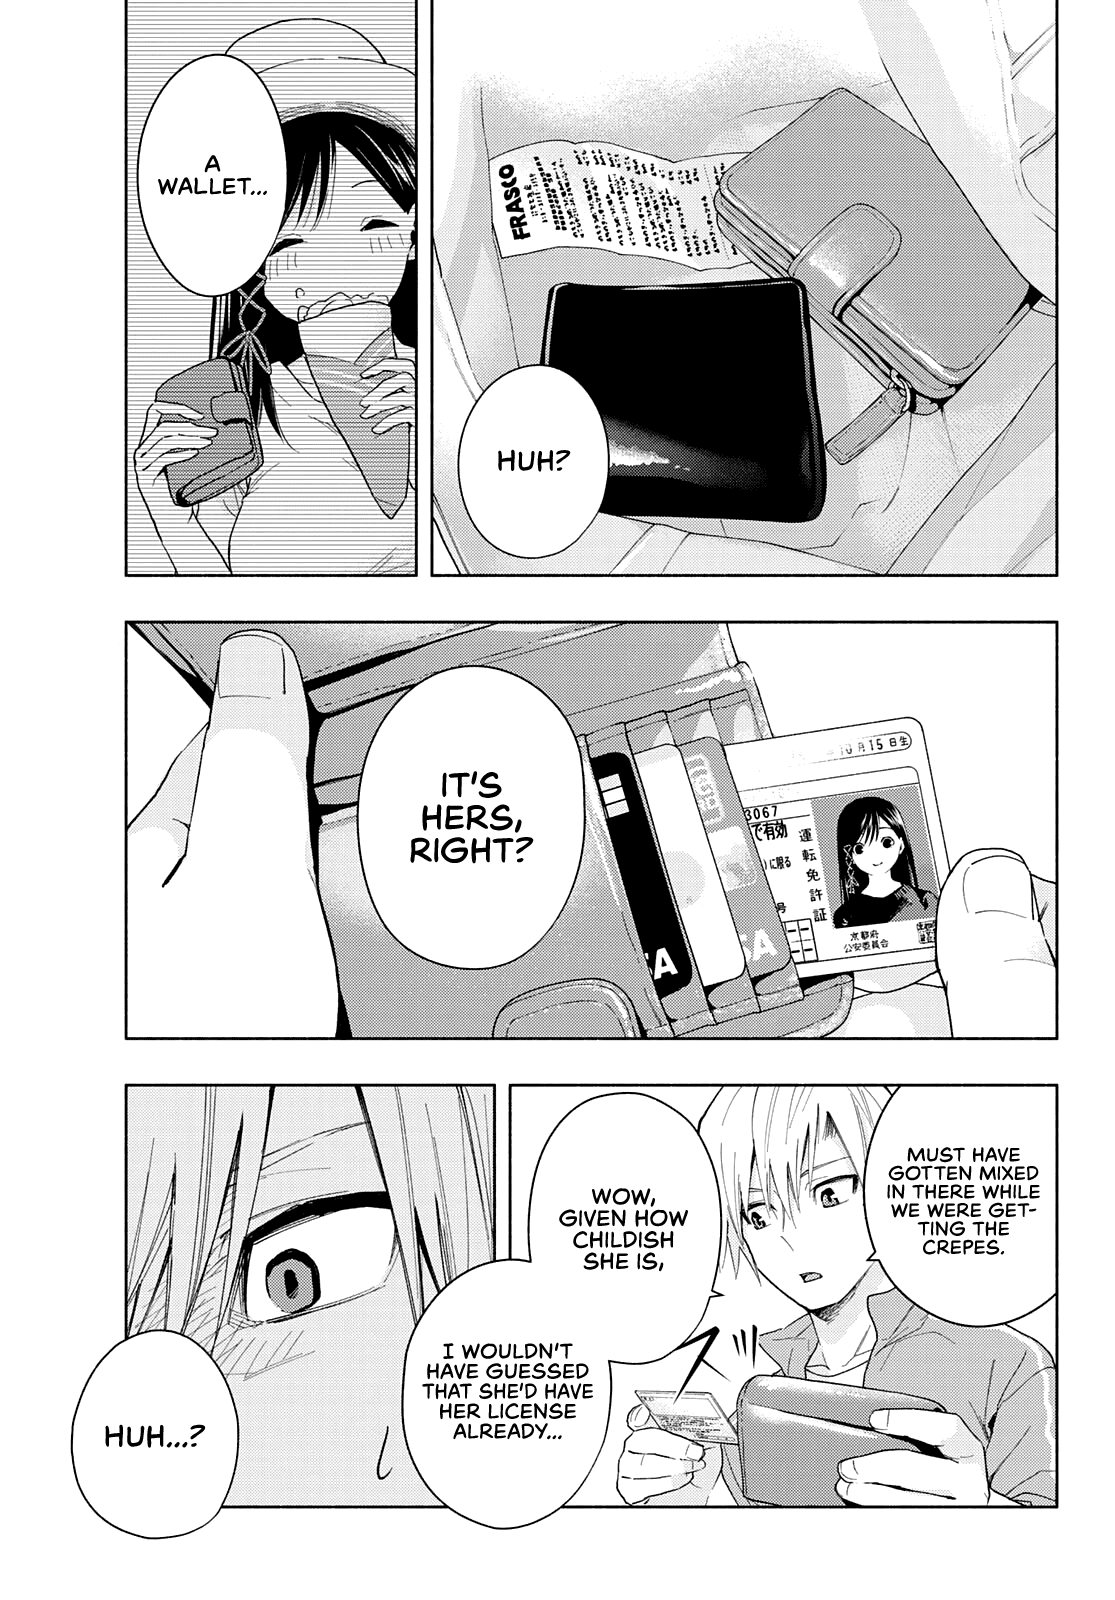 HUH?
FRASCO
A
WALLET...
IT'S
HERS,
RIGHT?
10月15日生
3067
で有効
に限る
運転免許証
号
京都府
公安委員会
SA
SA
MUST HAVE
GOTTEN MIXED
IN THERE WHILE
WE WERE GET-
TING THE
CREPES.
WOW,
GIVEN HOW
CHILDISH
SHE IS,
I WOULDN'T
HAVE GUESSED
THAT SHE'D HAVE
HER LICENSE
ALREADY...
HUH...?